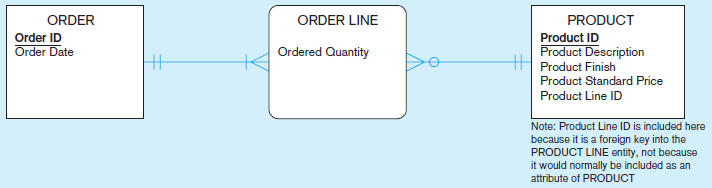 ORDER
Order ID
Order Date
ORDER LINE
Ordered Quantity
PRODUCT
Product ID
Product Description
Product Finish
Product Standard Price
Product Line ID
Note: Product Line ID is included here
because it is a foreign key into the
PRODUCT LINE entity, not because
it would normally be included as an
attribute of PRODUCT